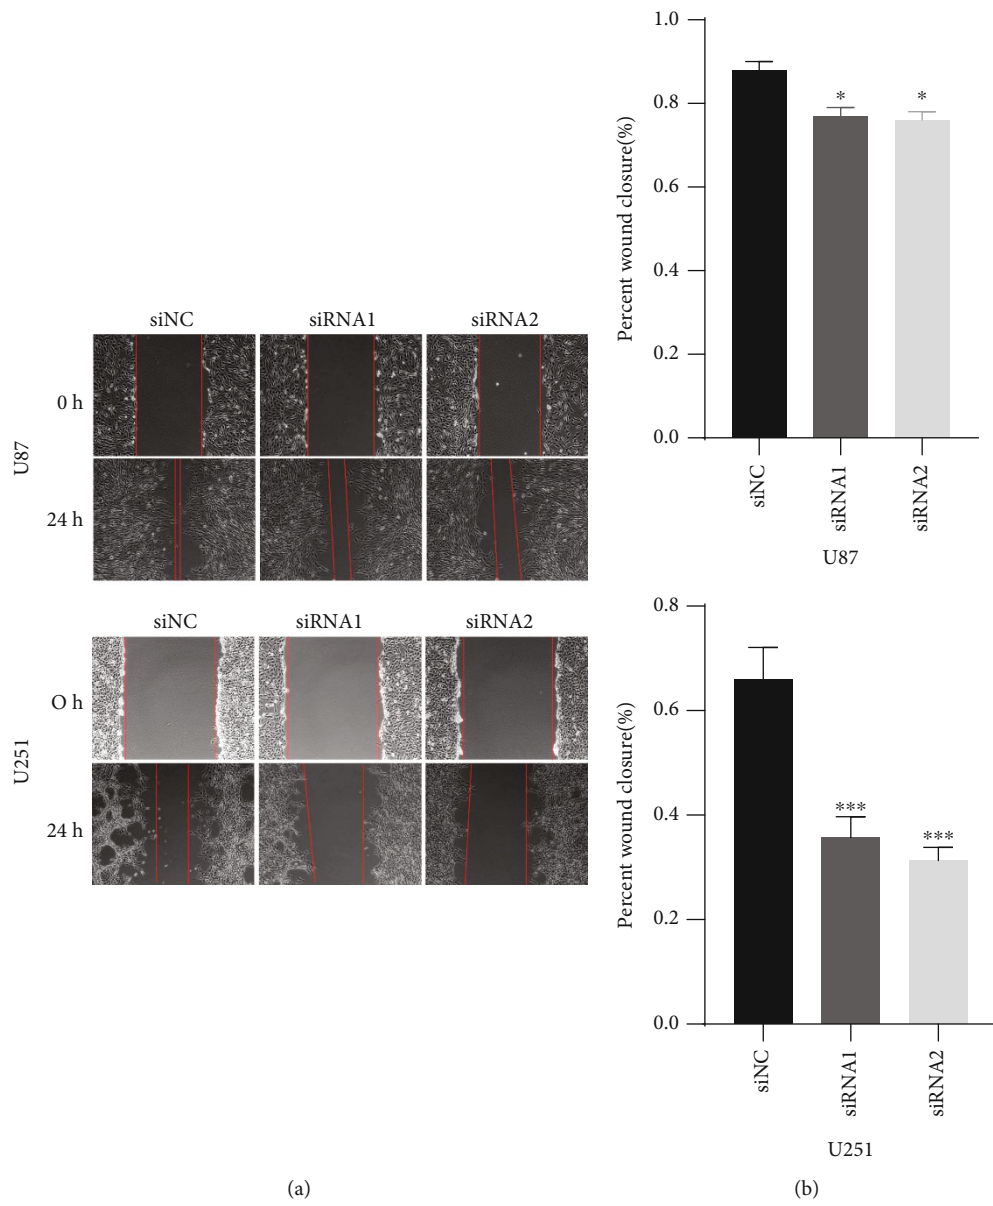 siNC siRNA1 siRNA2
0 h
U87
24 h
siNC siRNA1 siRNA2
O h
U251
24 h
(a)
Percent wound closure(%)
1.0
0.8
0.6
0.4
0.2
0.0
* *
siNC siRNA1 siRNA2
U87
Percent wound closure(%)
0.8
0.6
0.4
0.2
0.0
*** ***
siNC siRNA1 siRNA2
U251
(b)